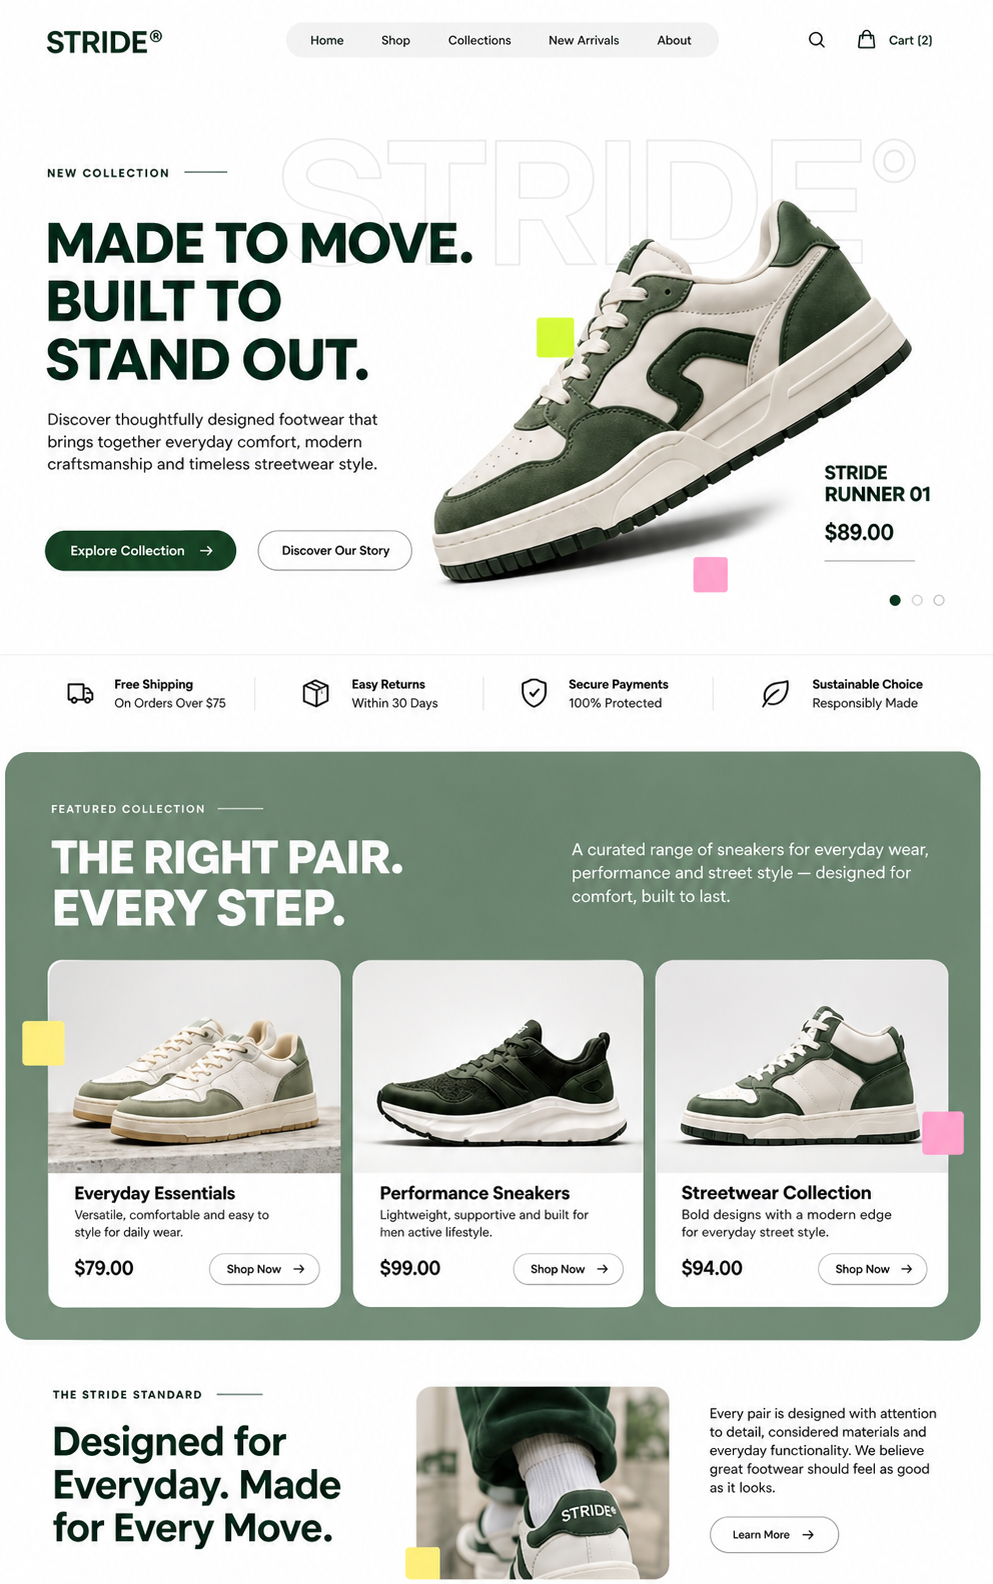 STRIDE®
Home Shop Collections New Arrivals About
Cart (2)
STRIDE®
NEW COLLECTION
MADE TO MOVE.
BUILT TO
STAND OUT.
Discover thoughtfully designed footwear that
brings together everyday comfort, modern
craftsmanship and timeless streetwear style.
Explore Collection →
Discover Our Story
STRIDE
RUNNER 01
$89.00
Free Shipping
On Orders Over $75
Easy Returns
Within 30 Days
Secure Payments
100% Protected
Sustainable Choice
Responsibly Made
FEATURED COLLECTION
THE RIGHT PAIR.
EVERY STEP.
A curated range of sneakers for everyday wear,
performance and street style — designed for
comfort, built to last.
Everyday Essentials
Versatile, comfortable and easy to
style for daily wear.
$79.00
Shop Now →
Performance Sneakers
Lightweight, supportive and built for
men active lifestyle.
$99.00
Shop Now →
Streetwear Collection
Bold designs with a modern edge
for everyday street style.
$94.00
Shop Now →
THE STRIDE STANDARD
Designed for
Everyday. Made
for Every Move.
STRIDE®
Every pair is designed with attention
to detail, considered materials and
everyday functionality. We believe
great footwear should feel as good
as it looks.
Learn More →